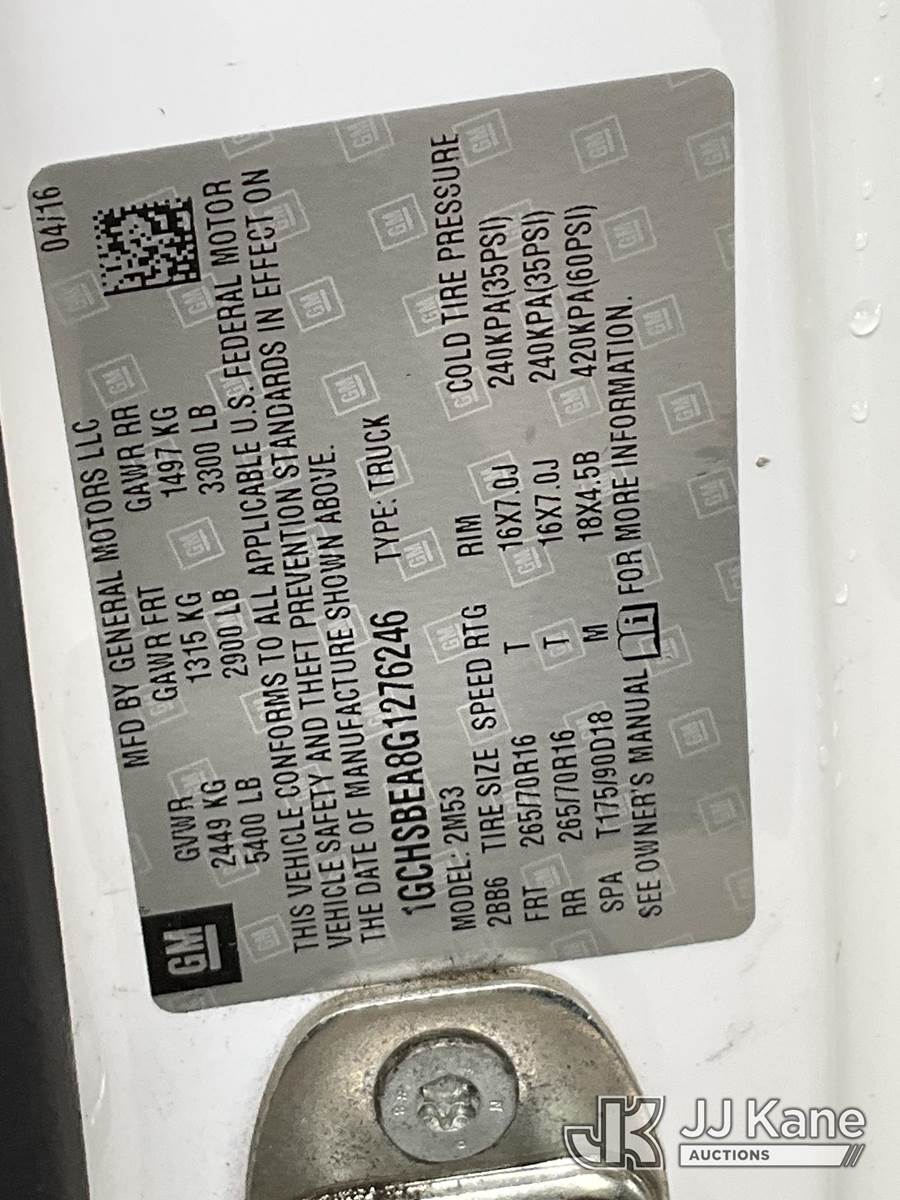 GM
MFD BY GENERAL MOTORS LLC 04/16
GVWR GAWR FRT GAWR RR
2449 KG 1315 KG 1497 KG
5400 LB 2900 LB 3300 LB
THIS VEHICLE CONFORMS TO ALL APPLICABLE U.S. FEDERAL MOTOR
VEHICLE SAFETY AND THEFT PREVENTION STANDARDS IN EFFECT ON
THE DATE OF MANUFACTURE SHOWN ABOVE.
1GCHSBEA8G1276246 TYPE: TRUCK
MODEL: 2M53
2BB6 TIRE SIZE SPEED RTG RIM COLD TIRE PRESSURE
FRT 265/70R16 T 16X7.0J 240KPA(35PSI)
RR 265/70R16 T 16X7.0J 240KPA(35PSI)
SPA T175/90D18 M 18X4.5B 420KPA(60PSI)
SEE OWNER'S MANUAL FOR MORE INFORMATION.
JK JJ Kane
AUCTIONS